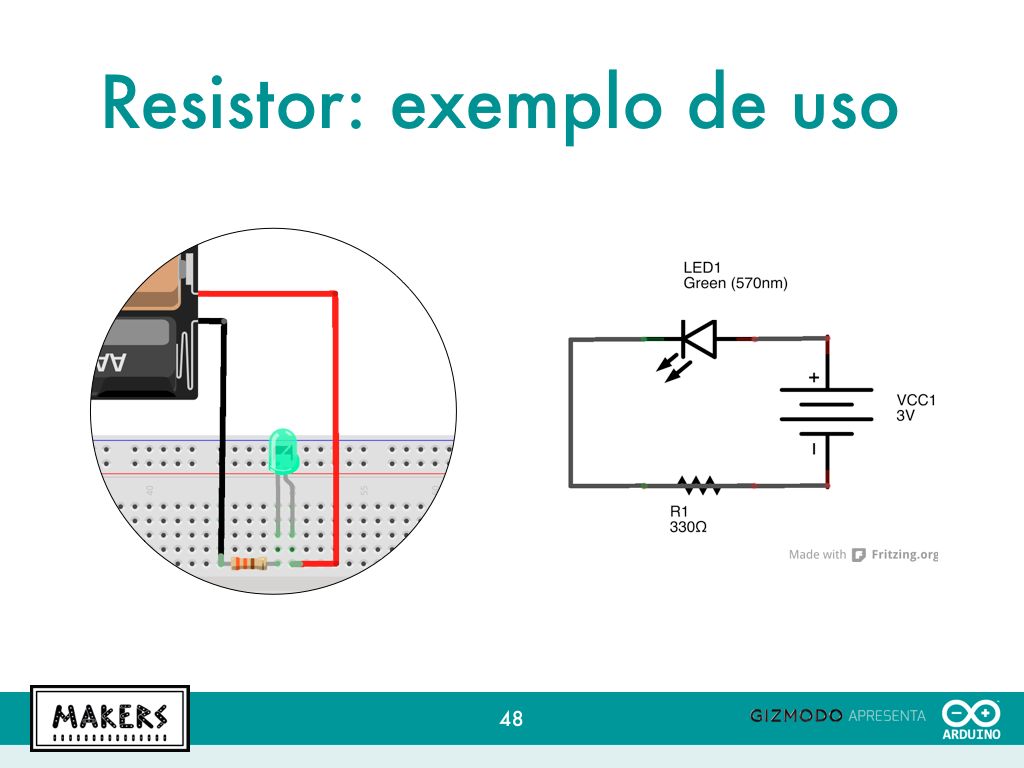 Resistor: exemplo de uso
AA
40
55
LED1
Green (570nm)
+
VCC1
3V
R1
330Ω
Made with Fritzing.org
MAKERS
48
GIZMODO APRESENTA
ARDUINO